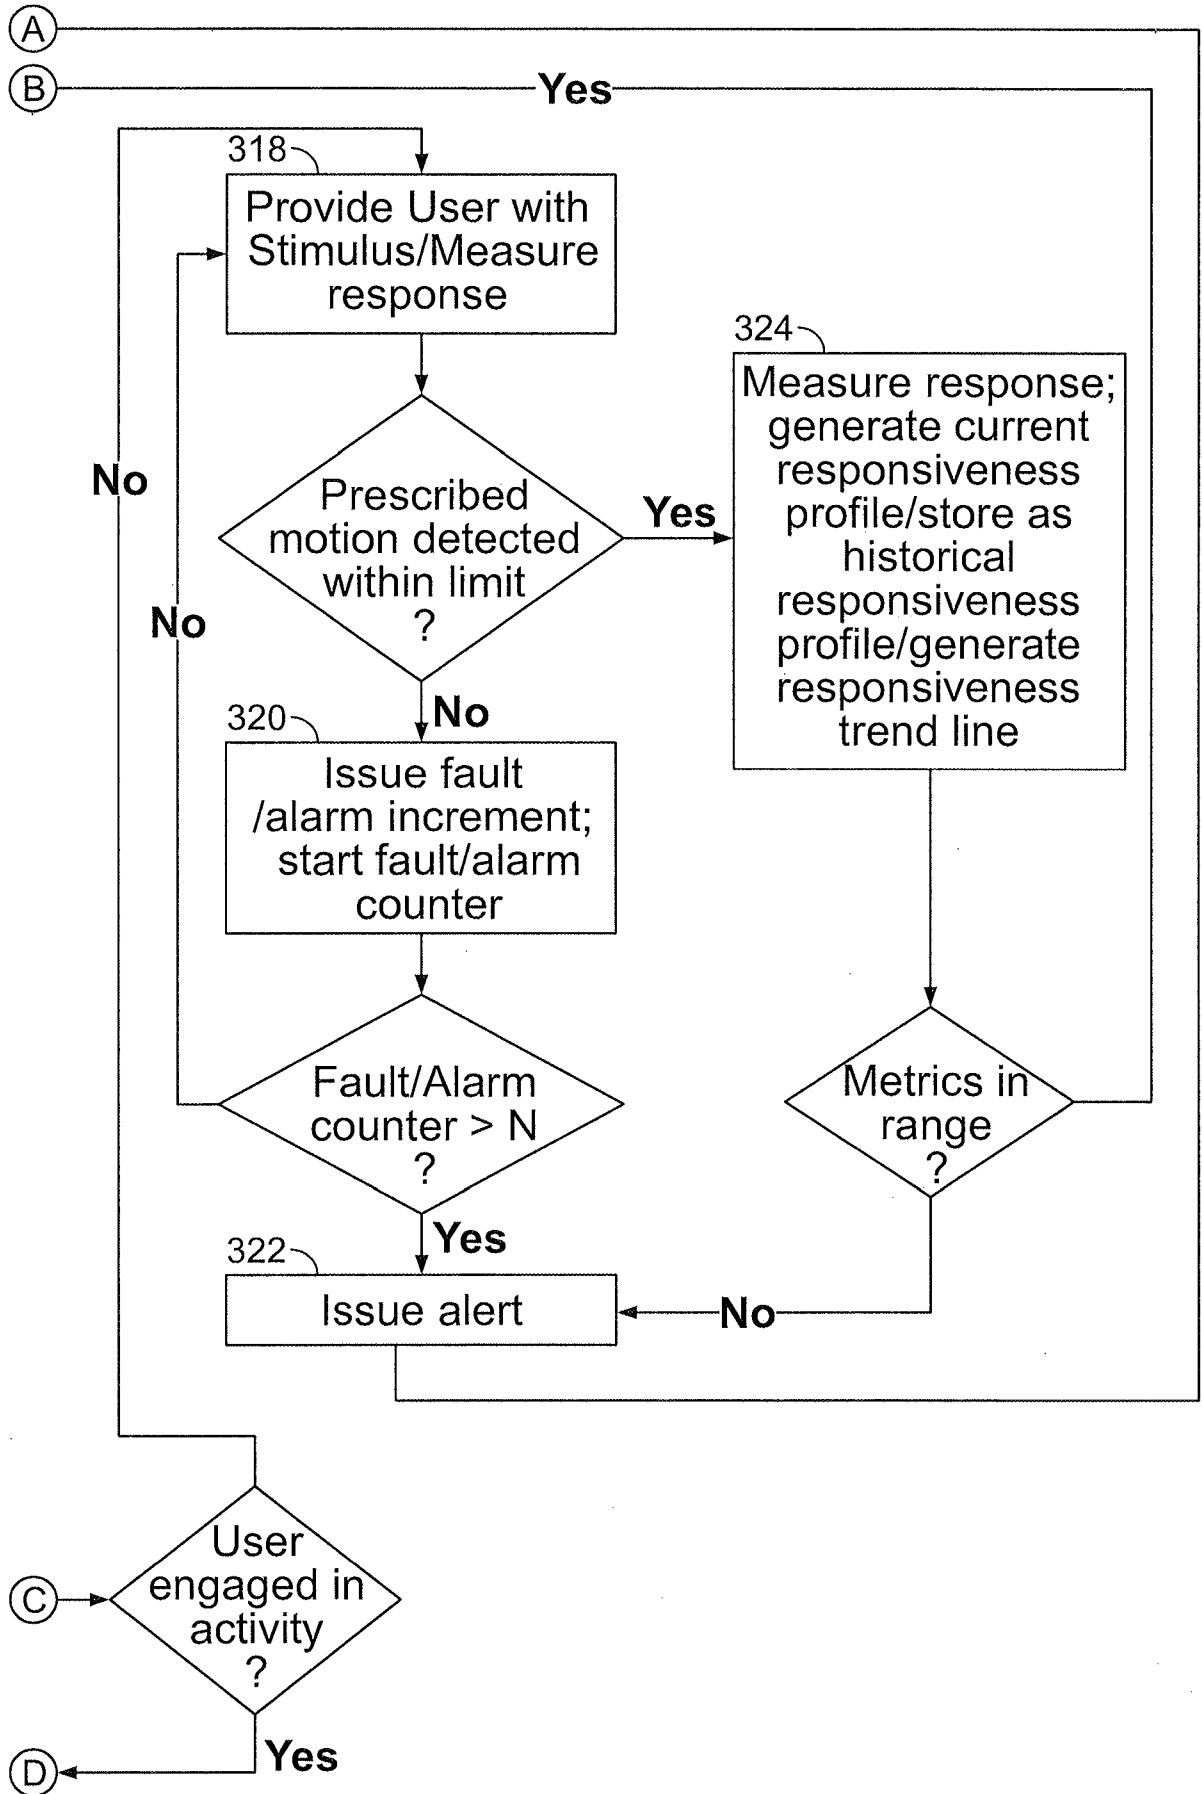 A
B
Yes
318
Provide User with
Stimulus/Measure
response
324
Measure response;
generate current
responsiveness
profile/store as
historical
responsiveness
profile/generate
responsiveness
trend line
No
Prescribed
motion detected
within limit
?
Yes
No
No
320
Issue fault
/alarm increment;
start fault/alarm
counter
Fault/Alarm
counter > N
?
Metrics in
range
?
Yes
322
Issue alert
No
User
engaged in
activity
?
C
Yes
D